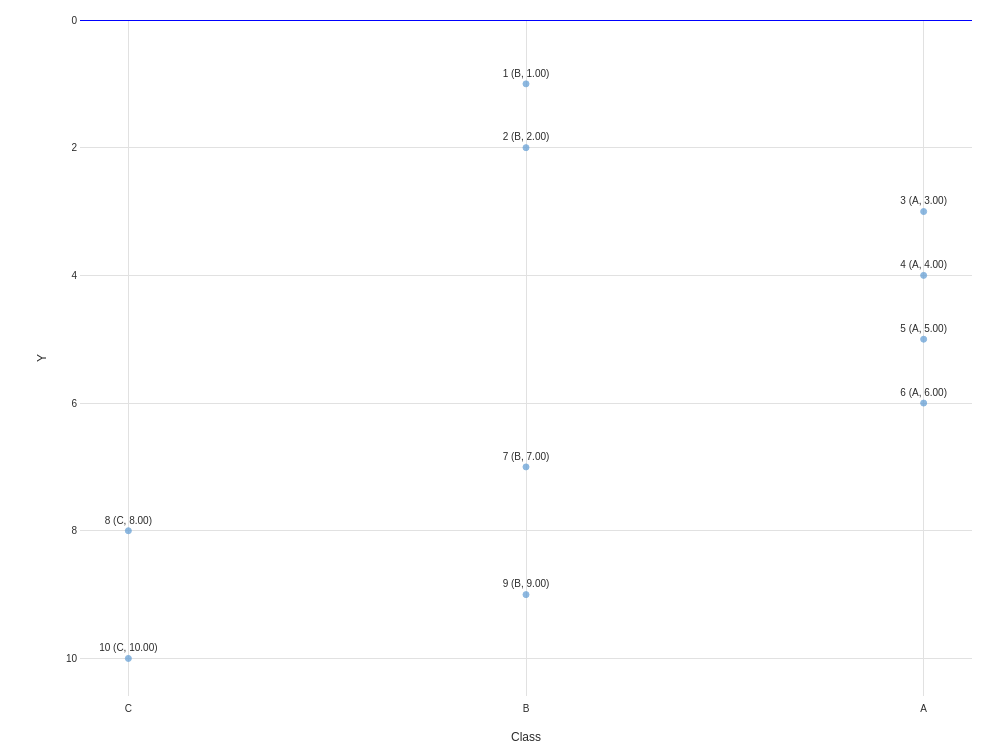 0
1 (B, 1.00)
2 (B, 2.00)
2
3 (A, 3.00)
4 (A, 4.00)
4
5 (A, 5.00)
Y
6 (A, 6.00)
6
7 (B, 7.00)
8 (C, 8.00)
8
9 (B, 9.00)
10 (C, 10.00)
10
C B A
Class